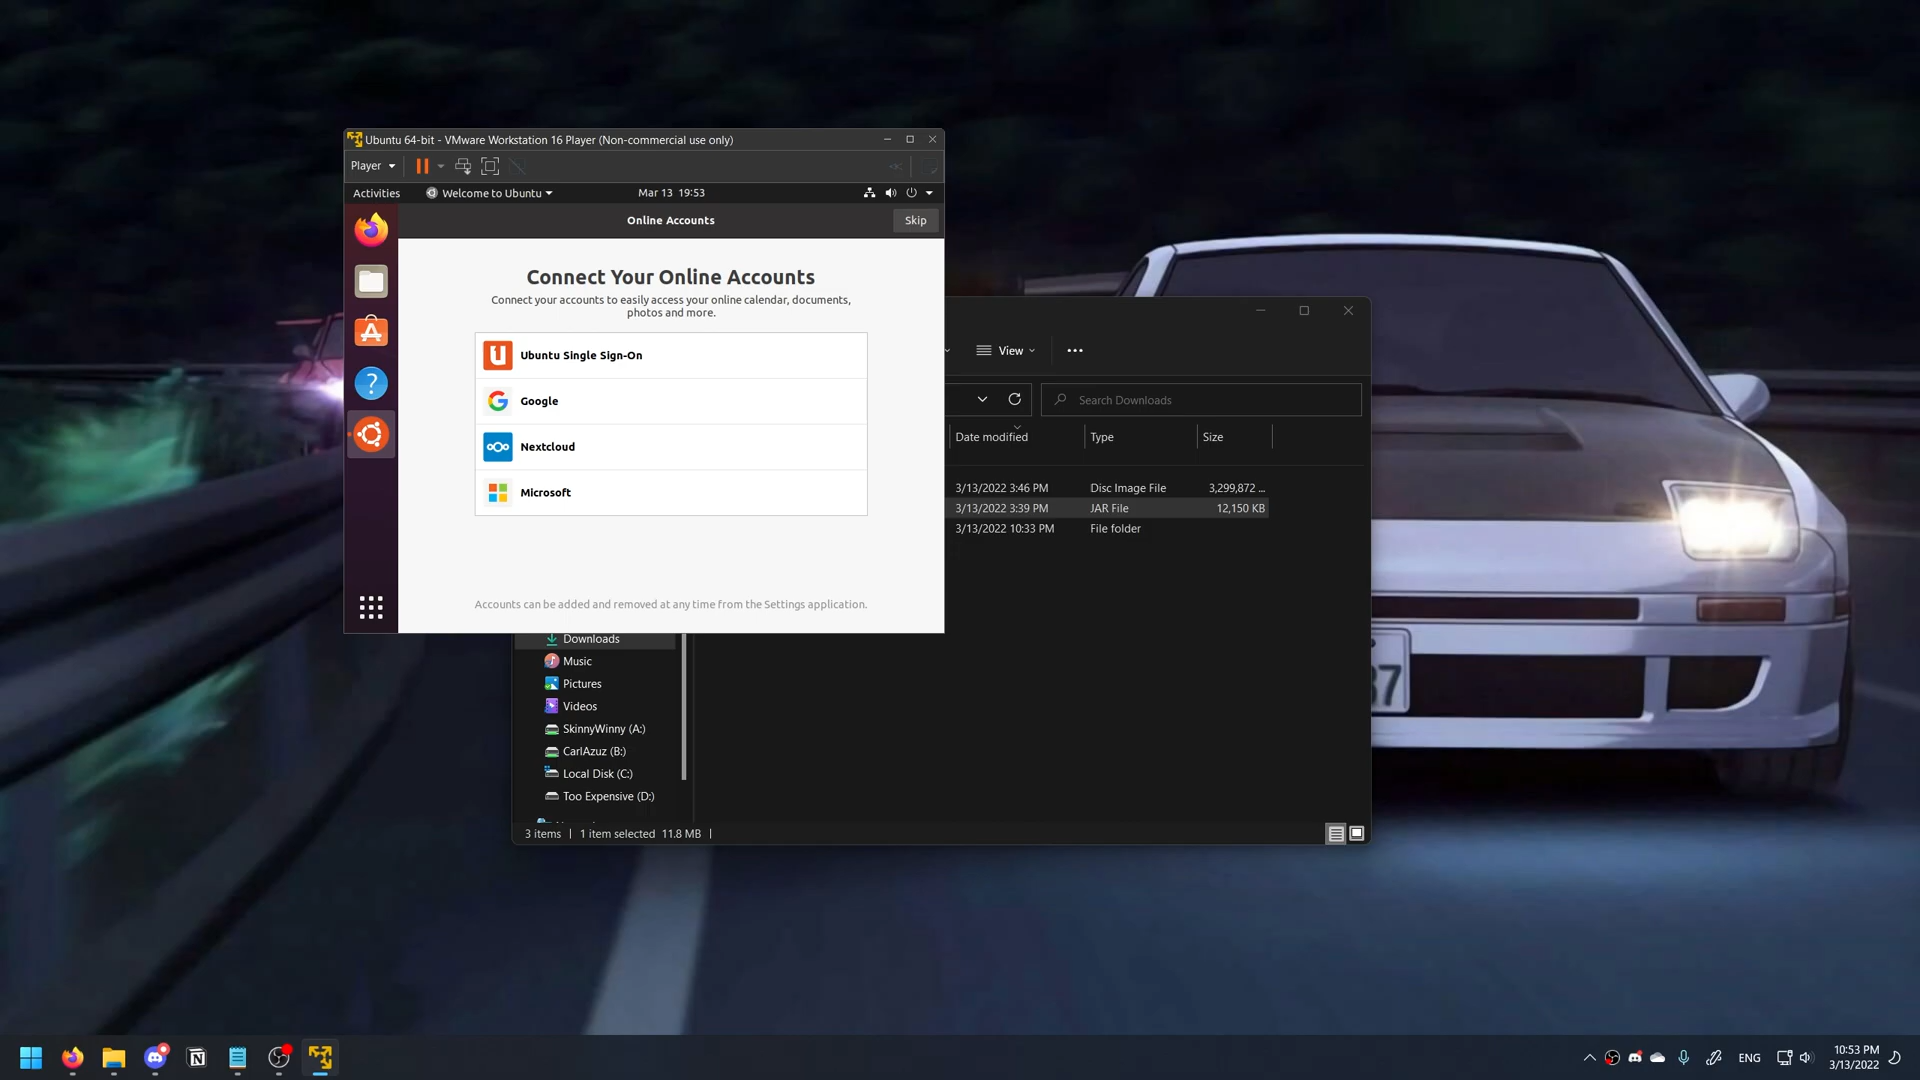 Ubuntu 64-bit - VMware Workstation 16 Player (Non-commercial use only)
Player
Activities
Welcome to Ubuntu
Mar 13 19:53
Online Accounts
Skip
Connect Your Online Accounts
Connect your accounts to easily access your online calendar, documents,
photos and more.
Ubuntu Single Sign-On
Google
Nextcloud
Microsoft
Accounts can be added and removed at any time from the Settings application.
View
Search Downloads
Date modified Type Size
3/13/2022 3:46 PM Disc Image File 3,299,872 ...
3/13/2022 3:39 PM JAR File 12,150 KB
3/13/2022 10:33 PM File folder
Downloads
Music
Pictures
Videos
SkinnyWinny (A:)
CarlAzuz (B:)
Local Disk (C:)
Too Expensive (D:)
3 items 1 item selected 11.8 MB
ENG
10:53 PM
3/13/2022